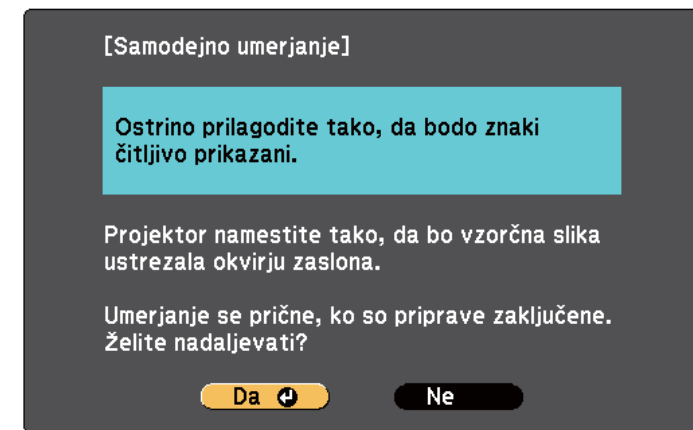 [Samodejno umerjanje]
Ostrino prilagodite tako, da bodo znaki
čitljivo prikazani.
Projektor namestite tako, da bo vzorčna slika
ustrezala okvirju zaslona.
Umerjanje se prične, ko so priprave zaključene.
Želite nadaljevati?
Da Ne